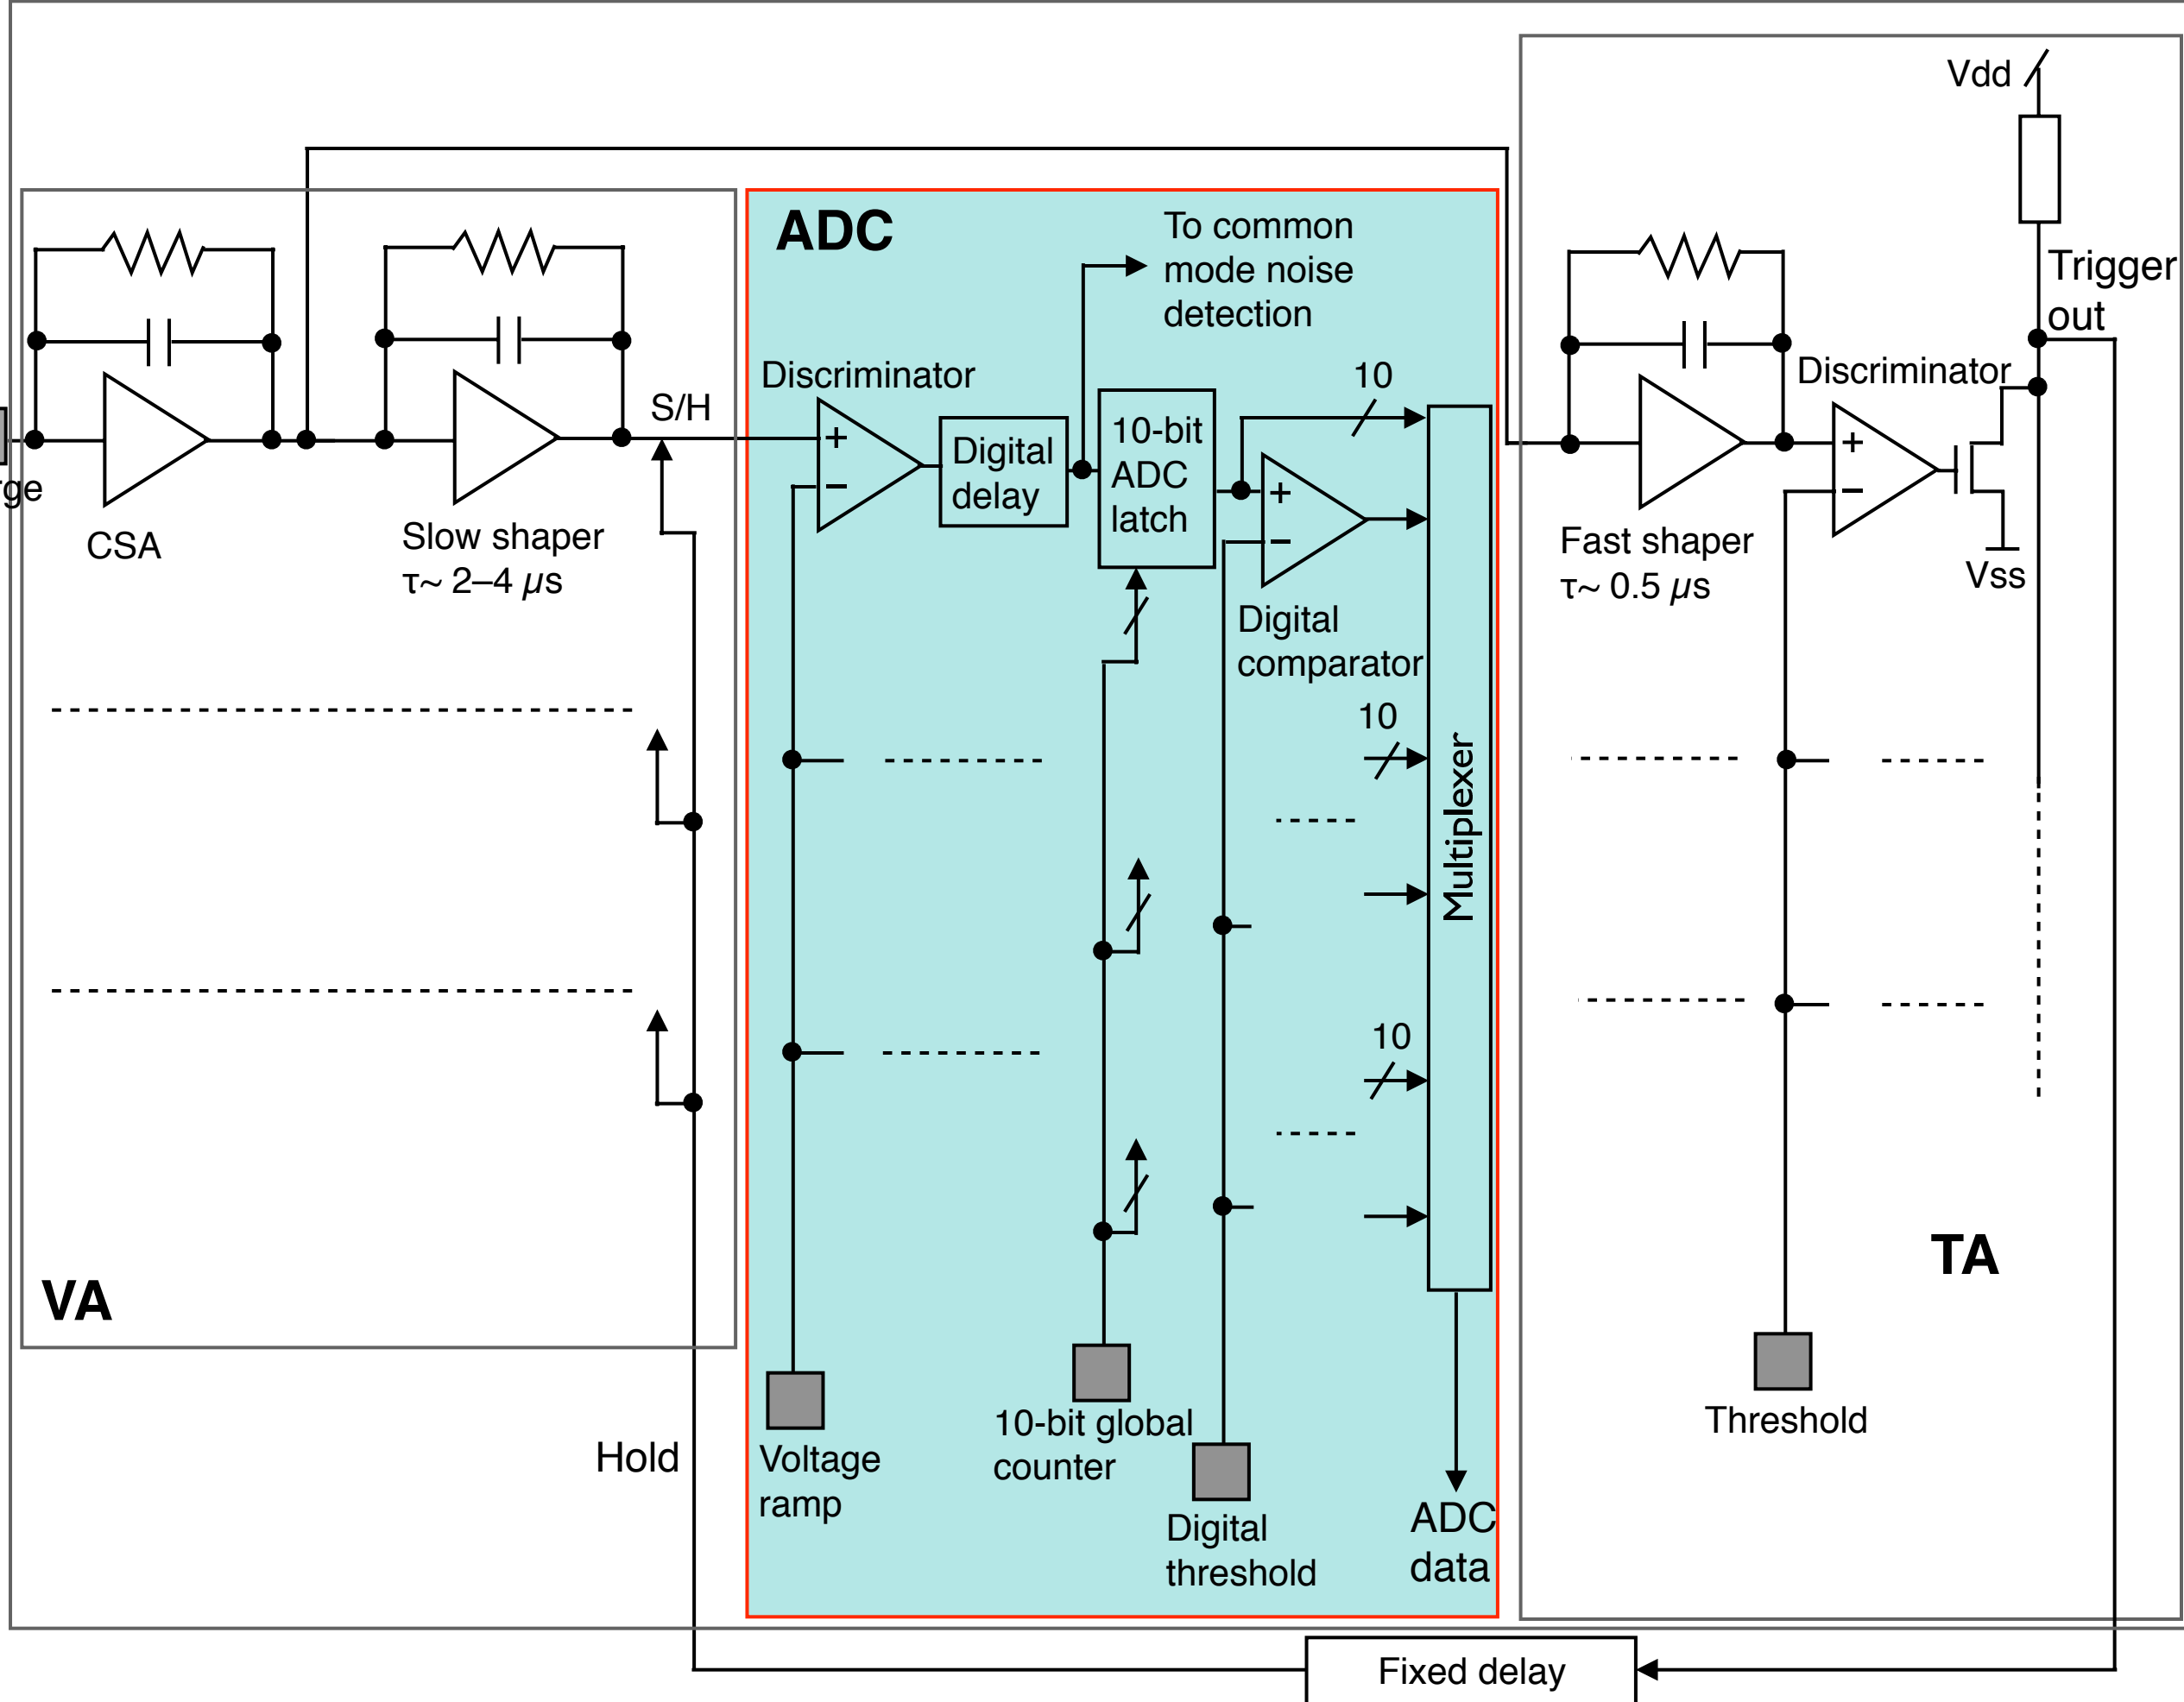 Vdd
Trigger
out
ADC
To common
mode noise
detection
Discriminator
10
Discriminator
S/H
+
−
Digital
delay
10-bit
ADC
latch
+
−
+
−
rge
CSA
Slow shaper
τ~ 2–4 µs
Digital
comparator
Fast shaper
τ~ 0.5 µs
Vss
10
Multiplexer
10
VA
TA
Hold
Voltage
ramp
10-bit global
counter
Digital
threshold
ADC
data
Threshold
Fixed delay